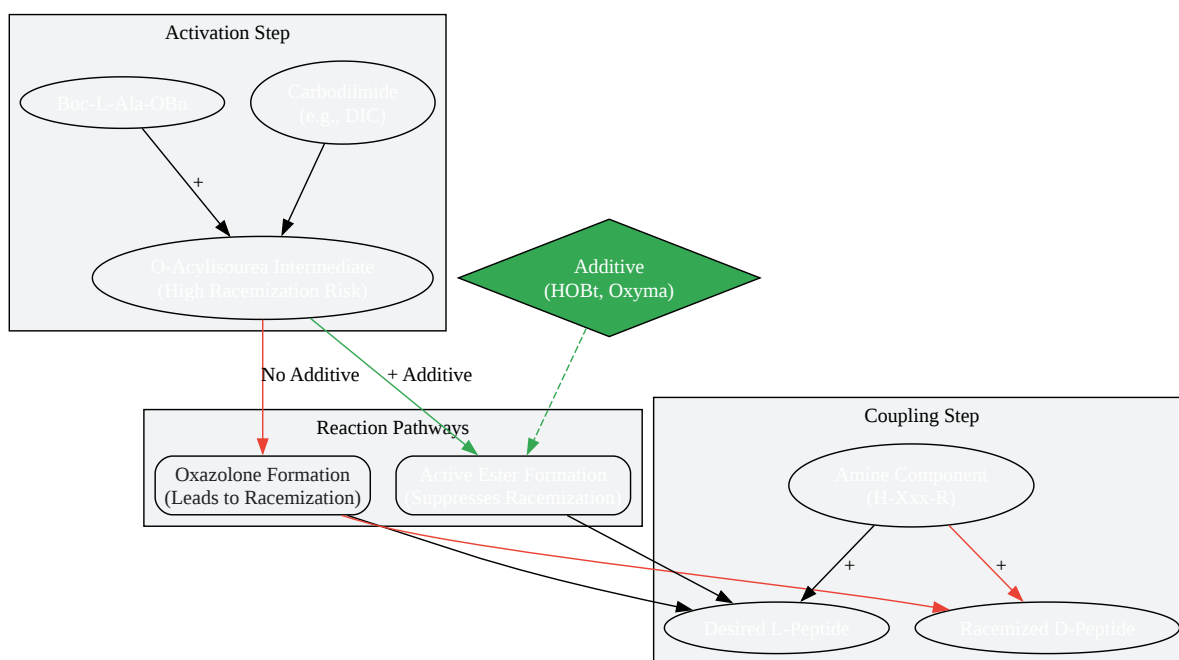 Activation Step
Boc-L-Ala-OBn
Carbodiimide
(e.g., DIC)
+
O-Acylisourea Intermediate
(High Racemization Risk)
Additive
(HOBt, Oxyma)
No Additive
+ Additive
Reaction Pathways
Oxazolone Formation
(Leads to Racemization)
Active Ester Formation
(Suppresses Racemization)
Coupling Step
Amine Component
(H-Xxx-R)
+
+
Desired L-Peptide
Racemized D-Peptide